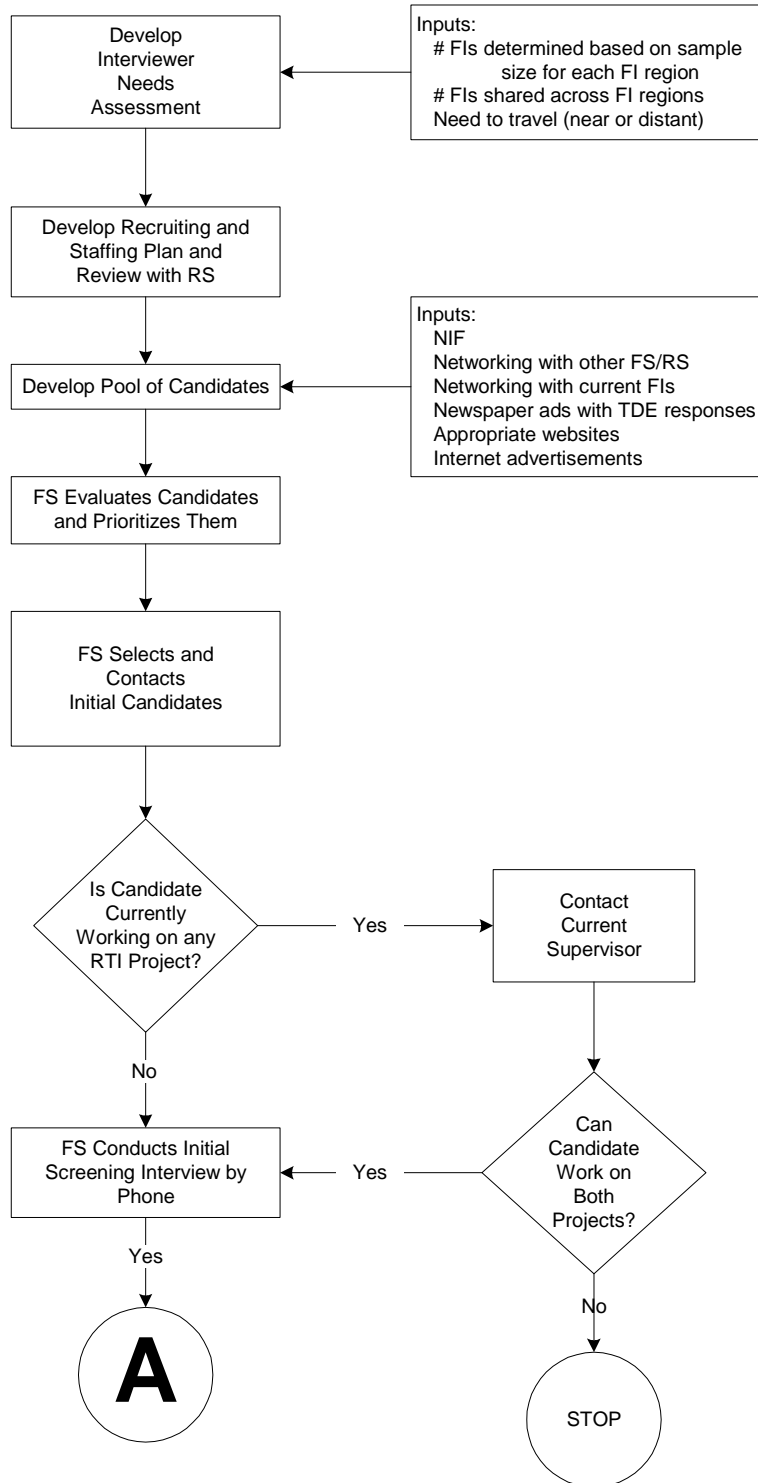 Develop
Interviewer
Needs
Assessment
Inputs:
# FIs determined based on sample
size for each FI region
# FIs shared across FI regions
Need to travel (near or distant)
Develop Recruiting and
Staffing Plan and
Review with RS
Develop Pool of Candidates
Inputs:
NIF
Networking with other FS/RS
Networking with current FIs
Newspaper ads with TDE responses
Appropriate websites
Internet advertisements
FS Evaluates Candidates
and Prioritizes Them
FS Selects and
Contacts
Initial Candidates
Is Candidate
Currently
Working on any
RTI Project?
Yes
Contact
Current
Supervisor
No
FS Conducts Initial
Screening Interview by
Phone
Yes
Can
Candidate
Work on
Both
Projects?
Yes
No
A
STOP